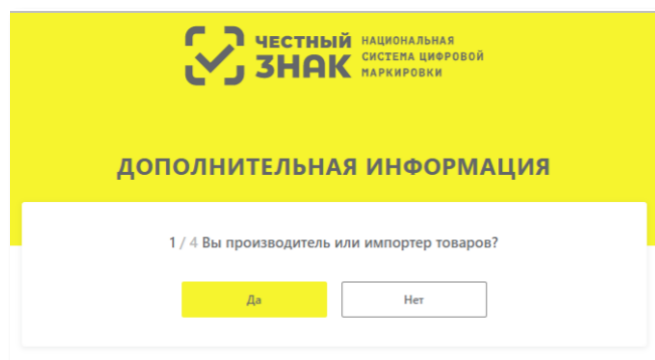 ЧЕСТНЫЙ
ЗНАК
НАЦИОНАЛЬНАЯ
СИСТЕМА ЦИФРОВОЙ
МАРКИРОВКИ
ДОПОЛНИТЕЛЬНАЯ ИНФОРМАЦИЯ
1 / 4 Вы производитель или импортер товаров?
Да
Нет